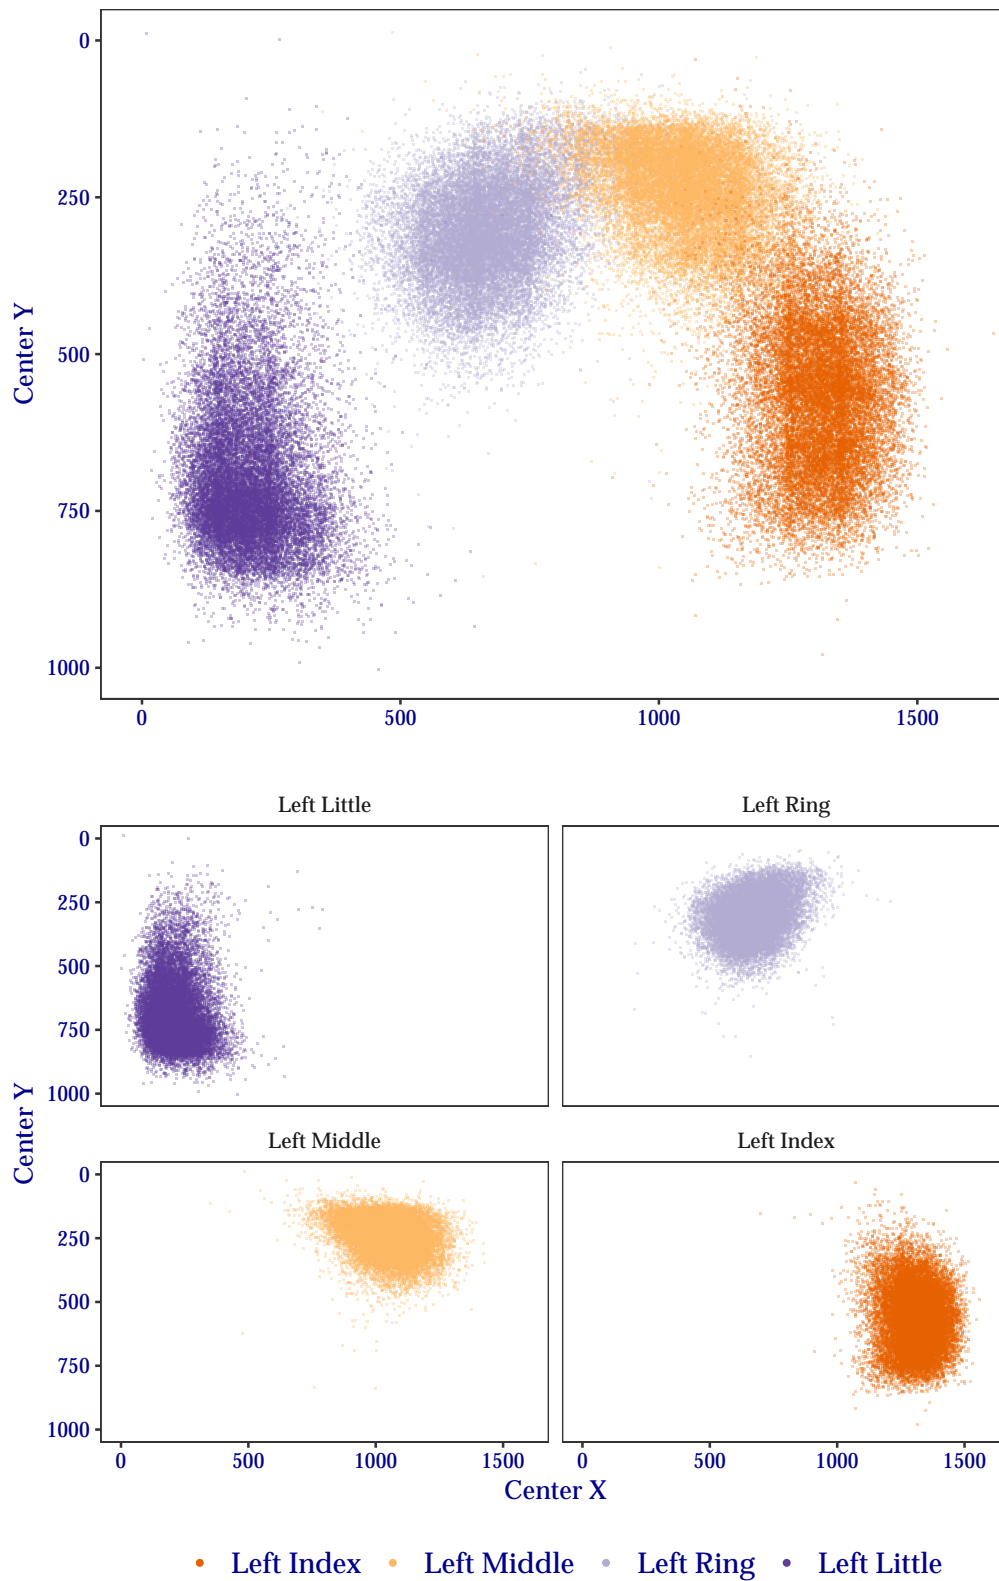 0
250
500
750
1000
Center Y
0 500 1000 1500
Left Little Left Ring
0
250
500
750
1000
Center Y
Left Middle Left Index
0
250
500
750
1000
0 500 1000 1500 0 500 1000 1500
Center X
Left Index Left Middle Left Ring Left Little